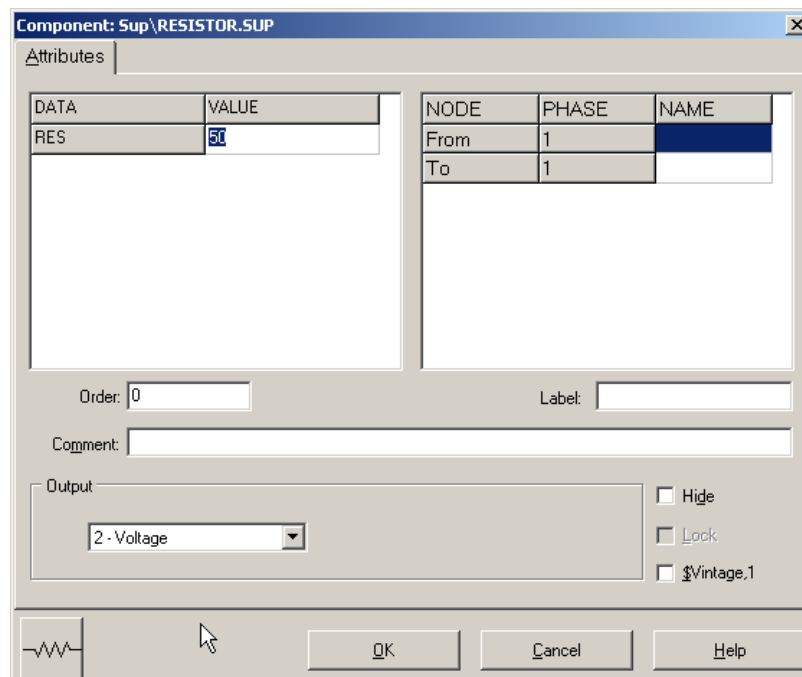 Component: Sup\RESISTOR.SUP
Attributes
DATA VALUE
RES 50
NODE PHASE NAME
From 1
To 1
Order: 0
Label:
Comment:
Output
2 - Voltage
Hide
Lock
$Vintage,1
OK Cancel Help